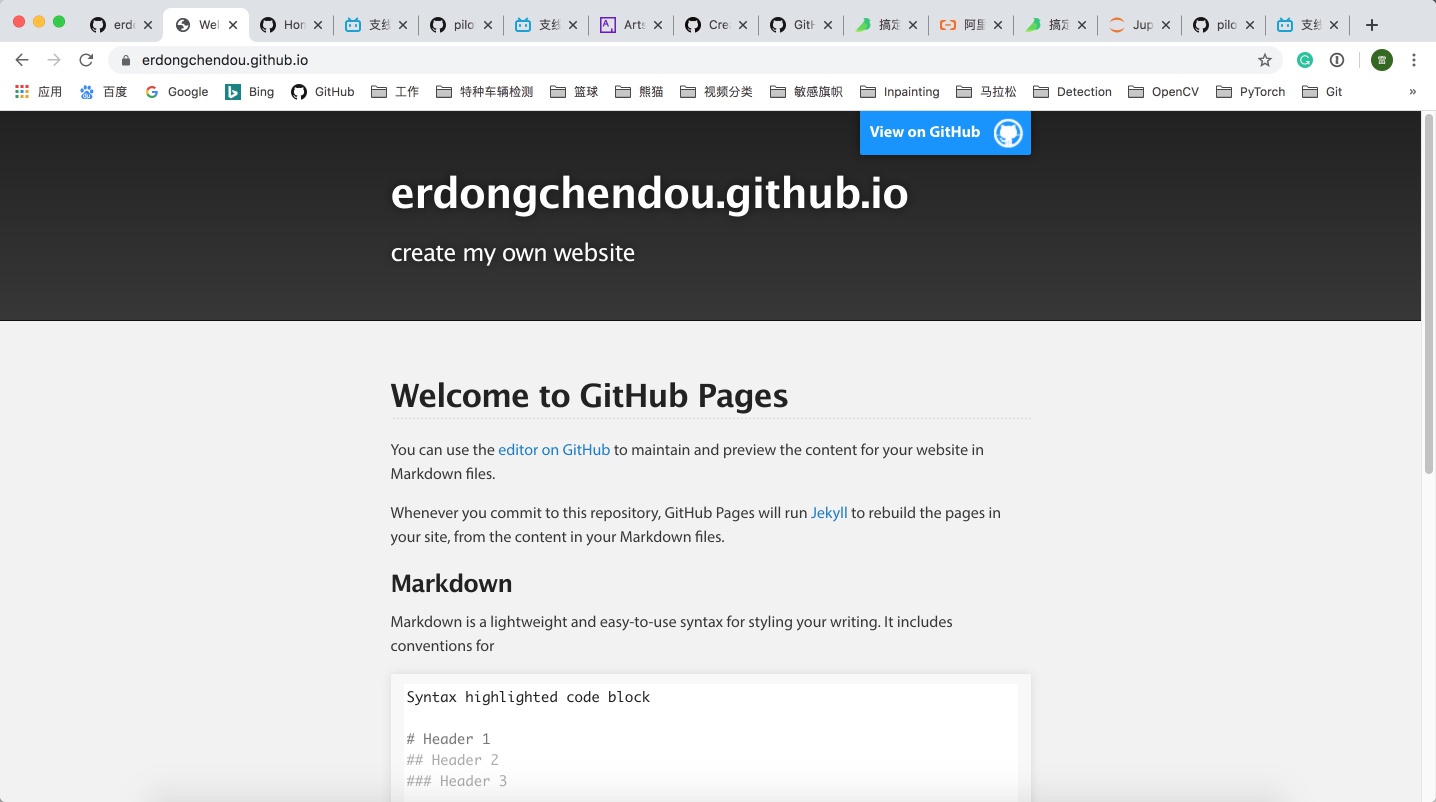 erd
Wel
Hom
支线
pilo
支线
Arts
Crea
GitH
搞定
阿里
搞定
Jup
pilo
支线
erdongchendou.github.io
雷
应用 百度 Google Bing GitHub 工作 特种车辆检测 篮球 熊猫 视频分类 敏感旗帜 Inpainting 马拉松 Detection OpenCV PyTorch Git »
View on GitHub
erdongchendou.github.io
create my own website
Welcome to GitHub Pages
You can use the editor on GitHub to maintain and preview the content for your website in
Markdown files.
Whenever you commit to this repository, GitHub Pages will run Jekyll to rebuild the pages in
your site, from the content in your Markdown files.
Markdown
Markdown is a lightweight and easy-to-use syntax for styling your writing. It includes
conventions for
Syntax highlighted code block
# Header 1
## Header 2
### Header 3